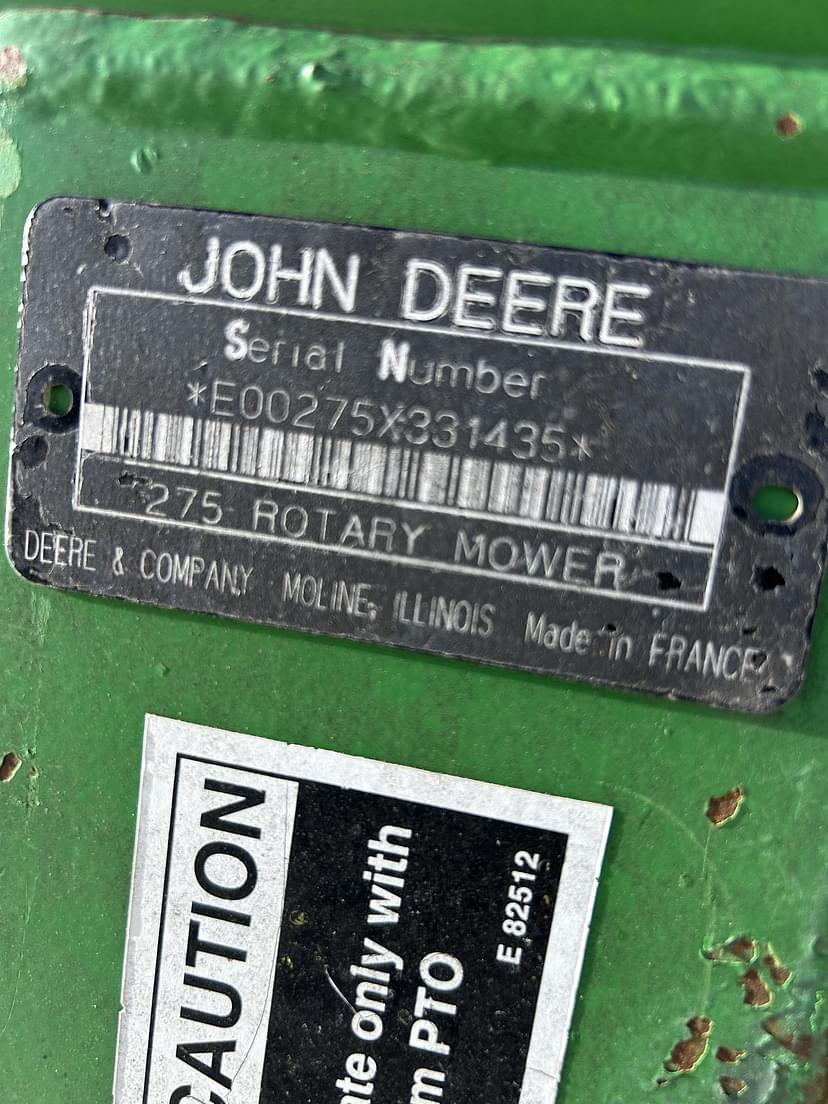 JOHN DEERE
Serial Number
*E00275X331435*
275 ROTARY MOWER
DEERE & COMPANY MOLINE, ILLINOIS Made in FRANCE
CAUTION
ate only with
m PTO
E 82512